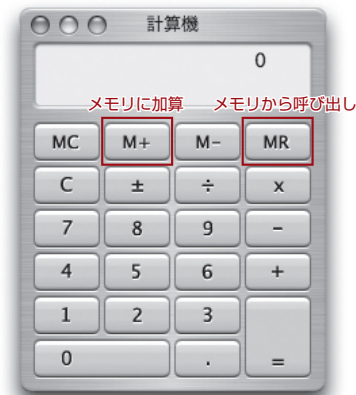 計算機
0
メモリに加算 メモリから呼び出し
MC M+ M- MR
C ± ÷ x
7 8 9 -
4 5 6 +
1 2 3
0 . =